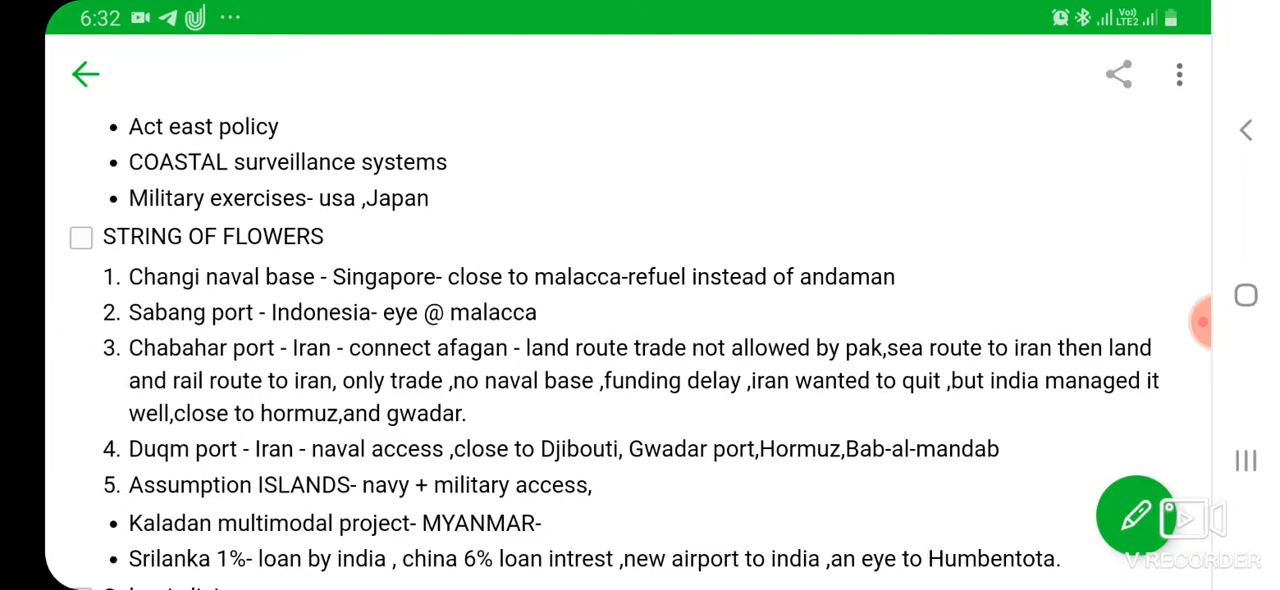 6:32
Vo)) LTE2
Act east policy
COASTAL surveillance systems
Military exercises- usa ,Japan
STRING OF FLOWERS
1. Changi naval base - Singapore- close to malacca-refuel instead of andaman
2. Sabang port - Indonesia- eye @ malacca
3. Chabahar port - Iran - connect afagan - land route trade not allowed by pak,sea route to iran then land
and rail route to iran, only trade ,no naval base ,funding delay ,iran wanted to quit ,but india managed it
well,close to hormuz,and gwadar.
4. Duqm port - Iran - naval access ,close to Djibouti, Gwadar port,Hormuz,Bab-al-mandab
5. Assumption ISLANDS- navy + military access,
Kaladan multimodal project- MYANMAR-
Srilanka 1%- loan by india , china 6% loan intrest ,new airport to india ,an eye to Humbentota.
V RECORDER